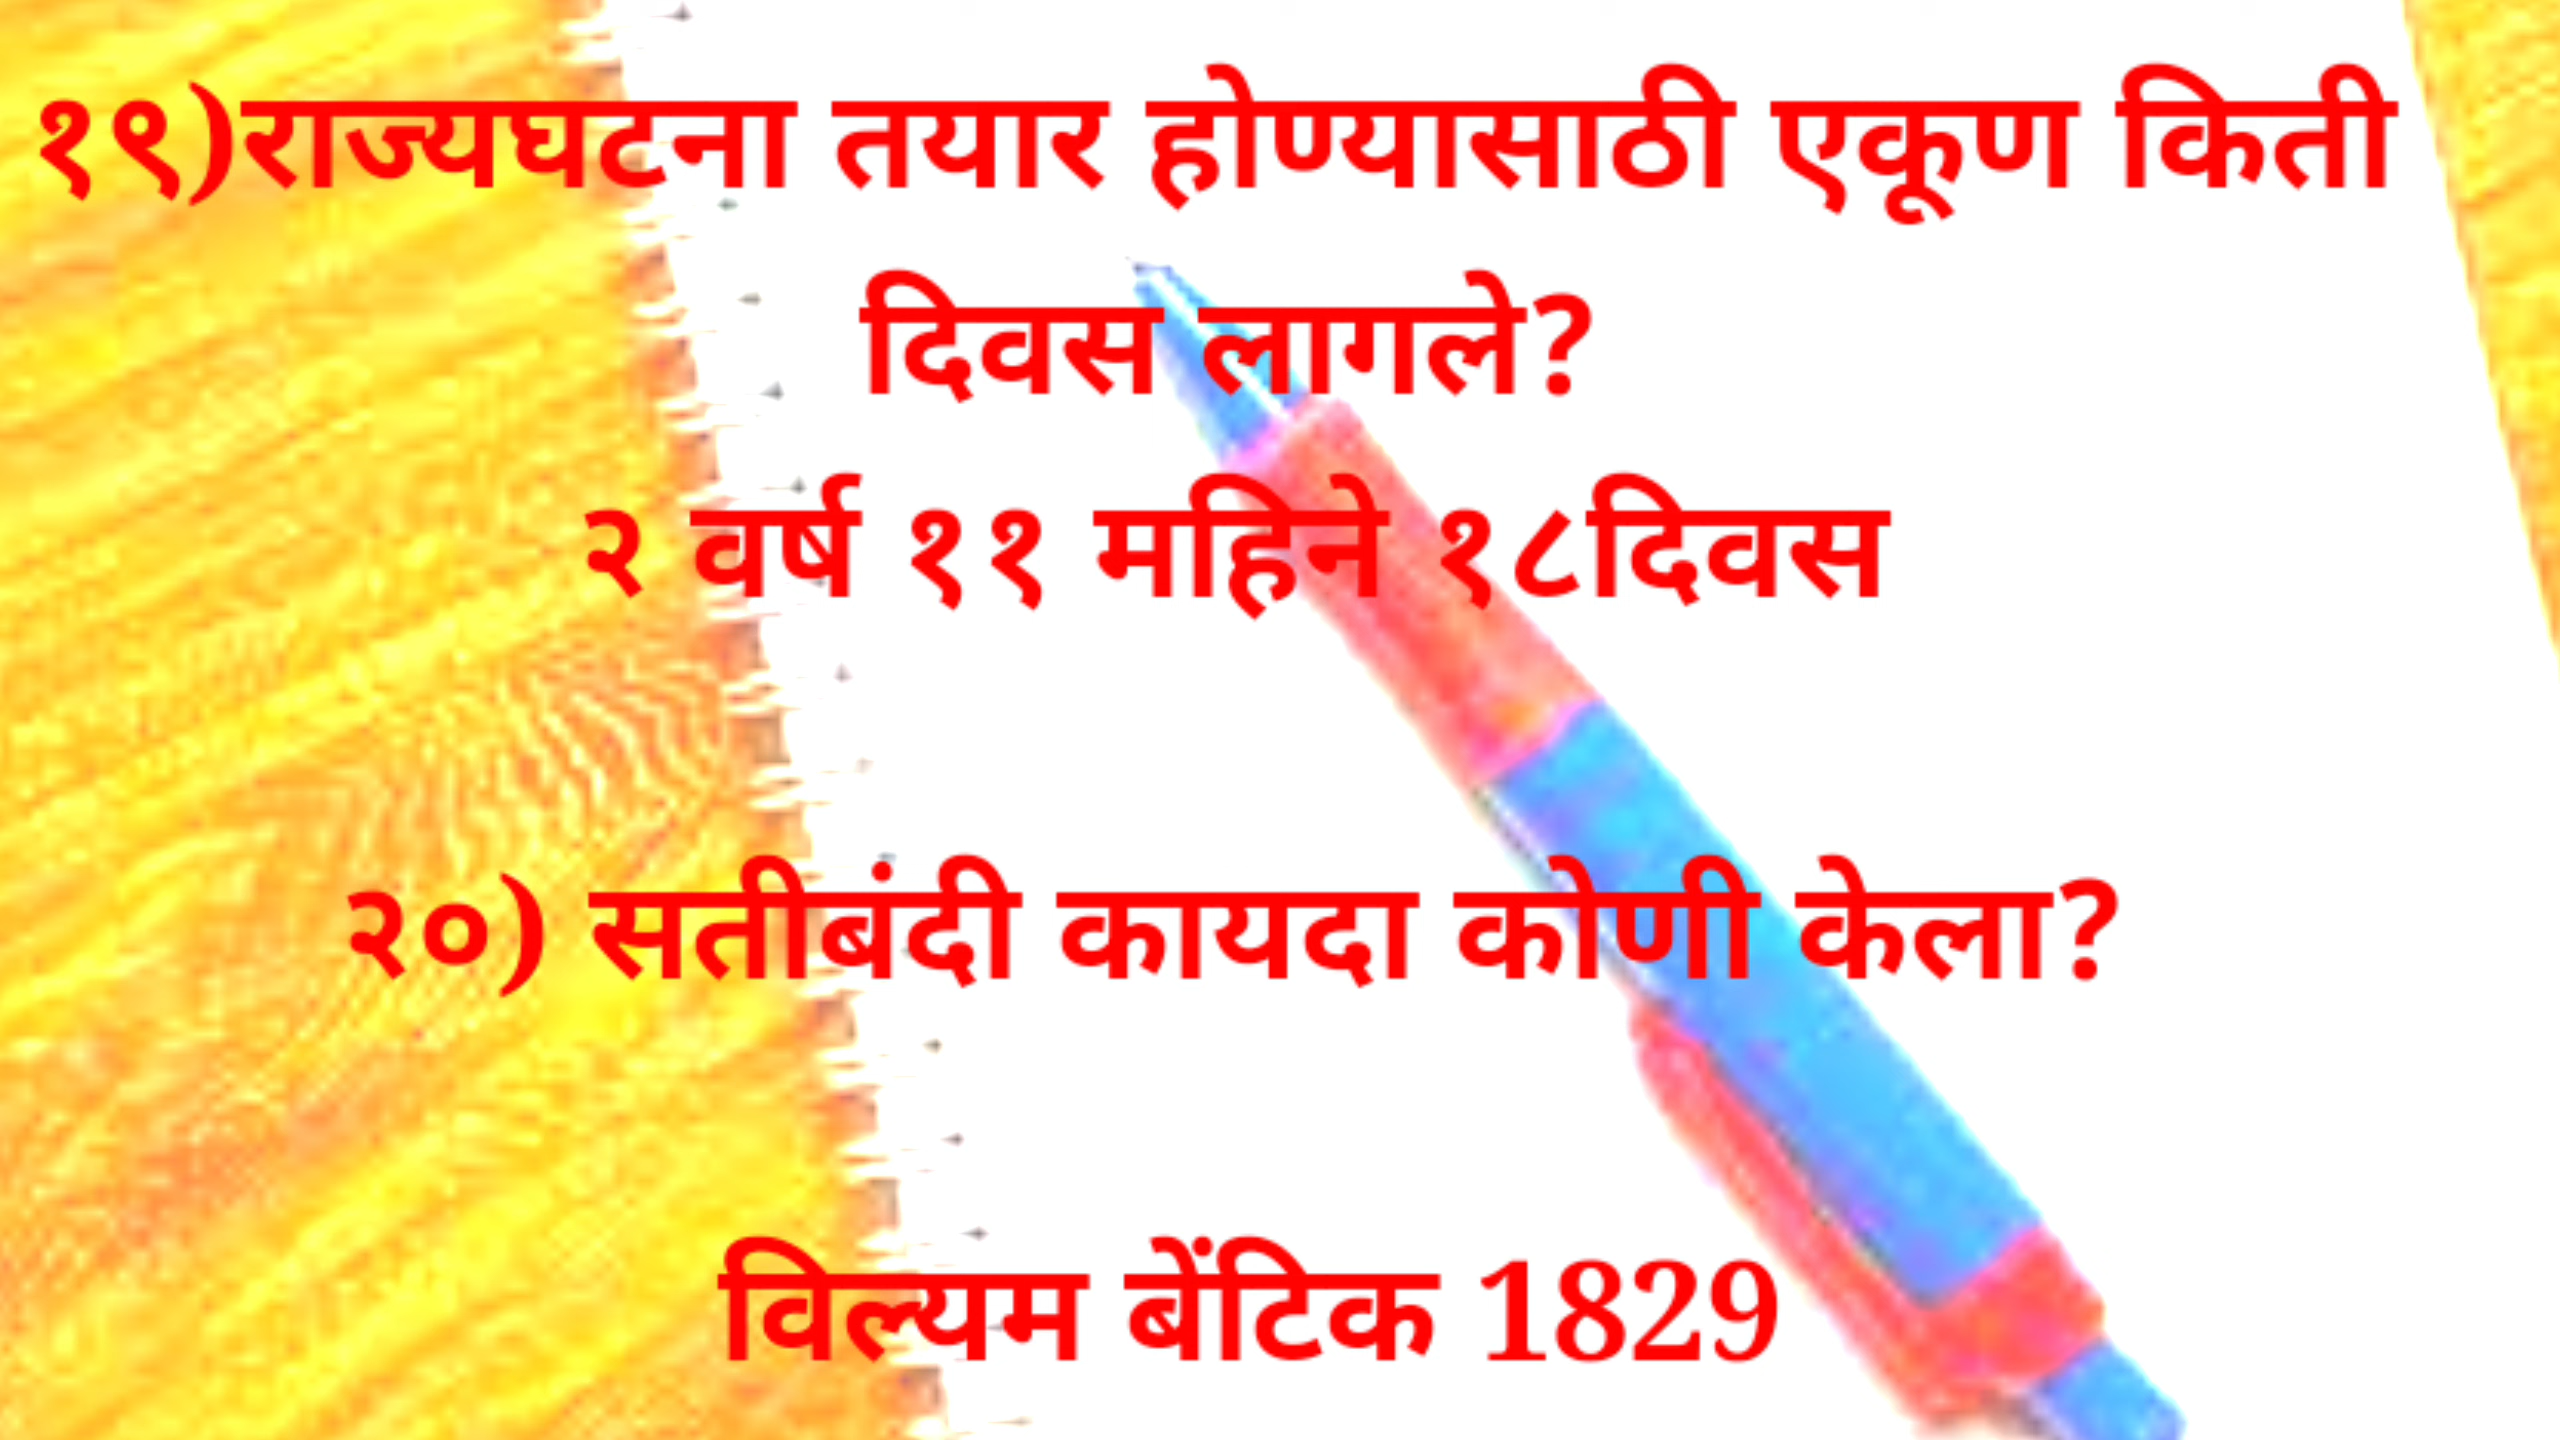 १९)राज्यघटना तयार होण्यासाठी एकूण किती
दिवस लागले?
२ वर्ष ११ महिने १८दिवस
२०) सतीबंदी कायदा कोणी केला?
विल्यम बेंटिक 1829